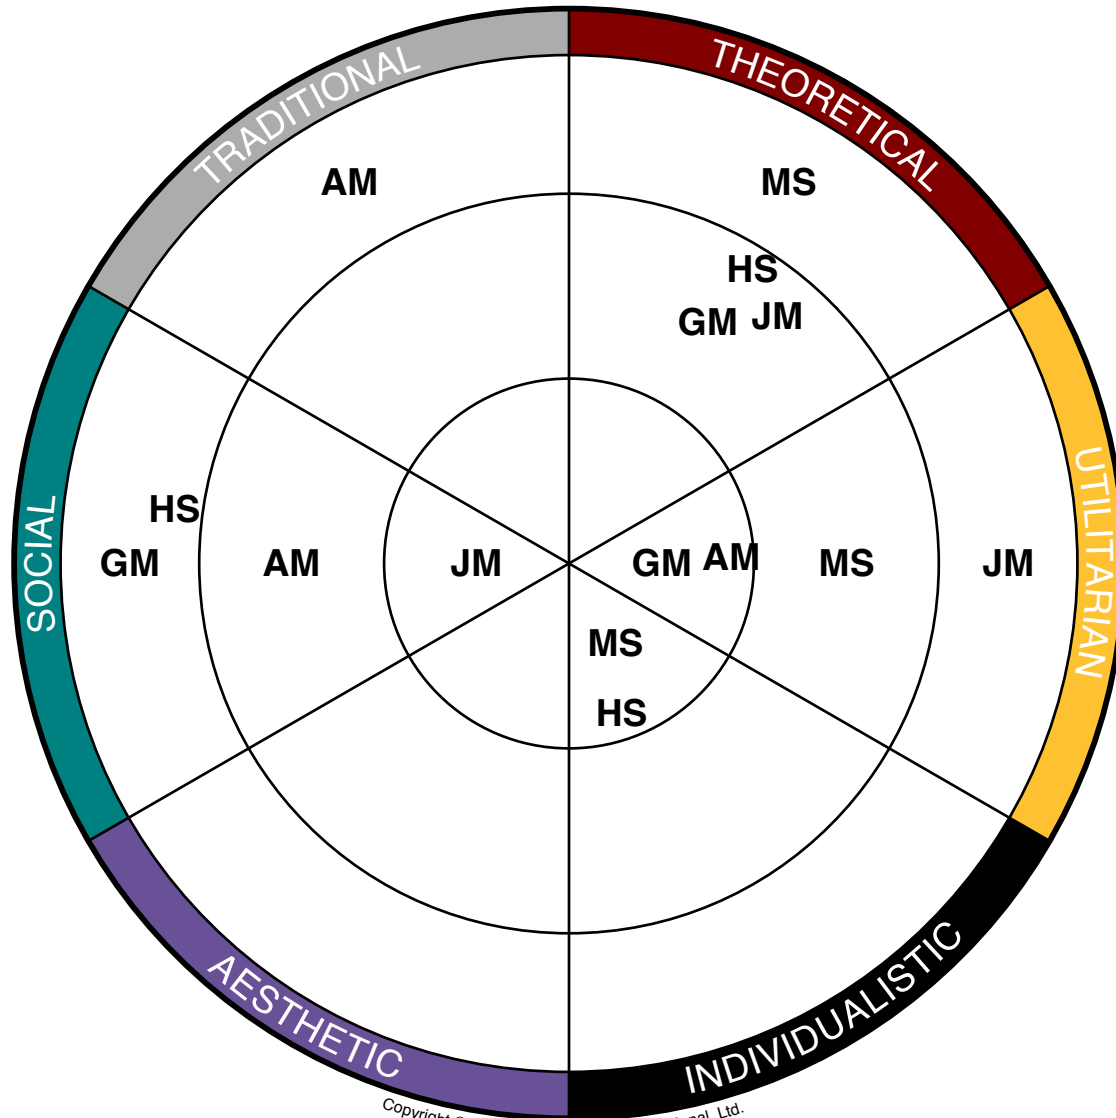 TRADITIONAL
THEORETICAL
AM
MS
HS
GM JM
UTILITARIAN
SOCIAL
HS
GM
AM
JM
GM
AM
MS
JM
MS
HS
AESTHETIC
INDIVIDUALISTIC
Copyright
Ltd.